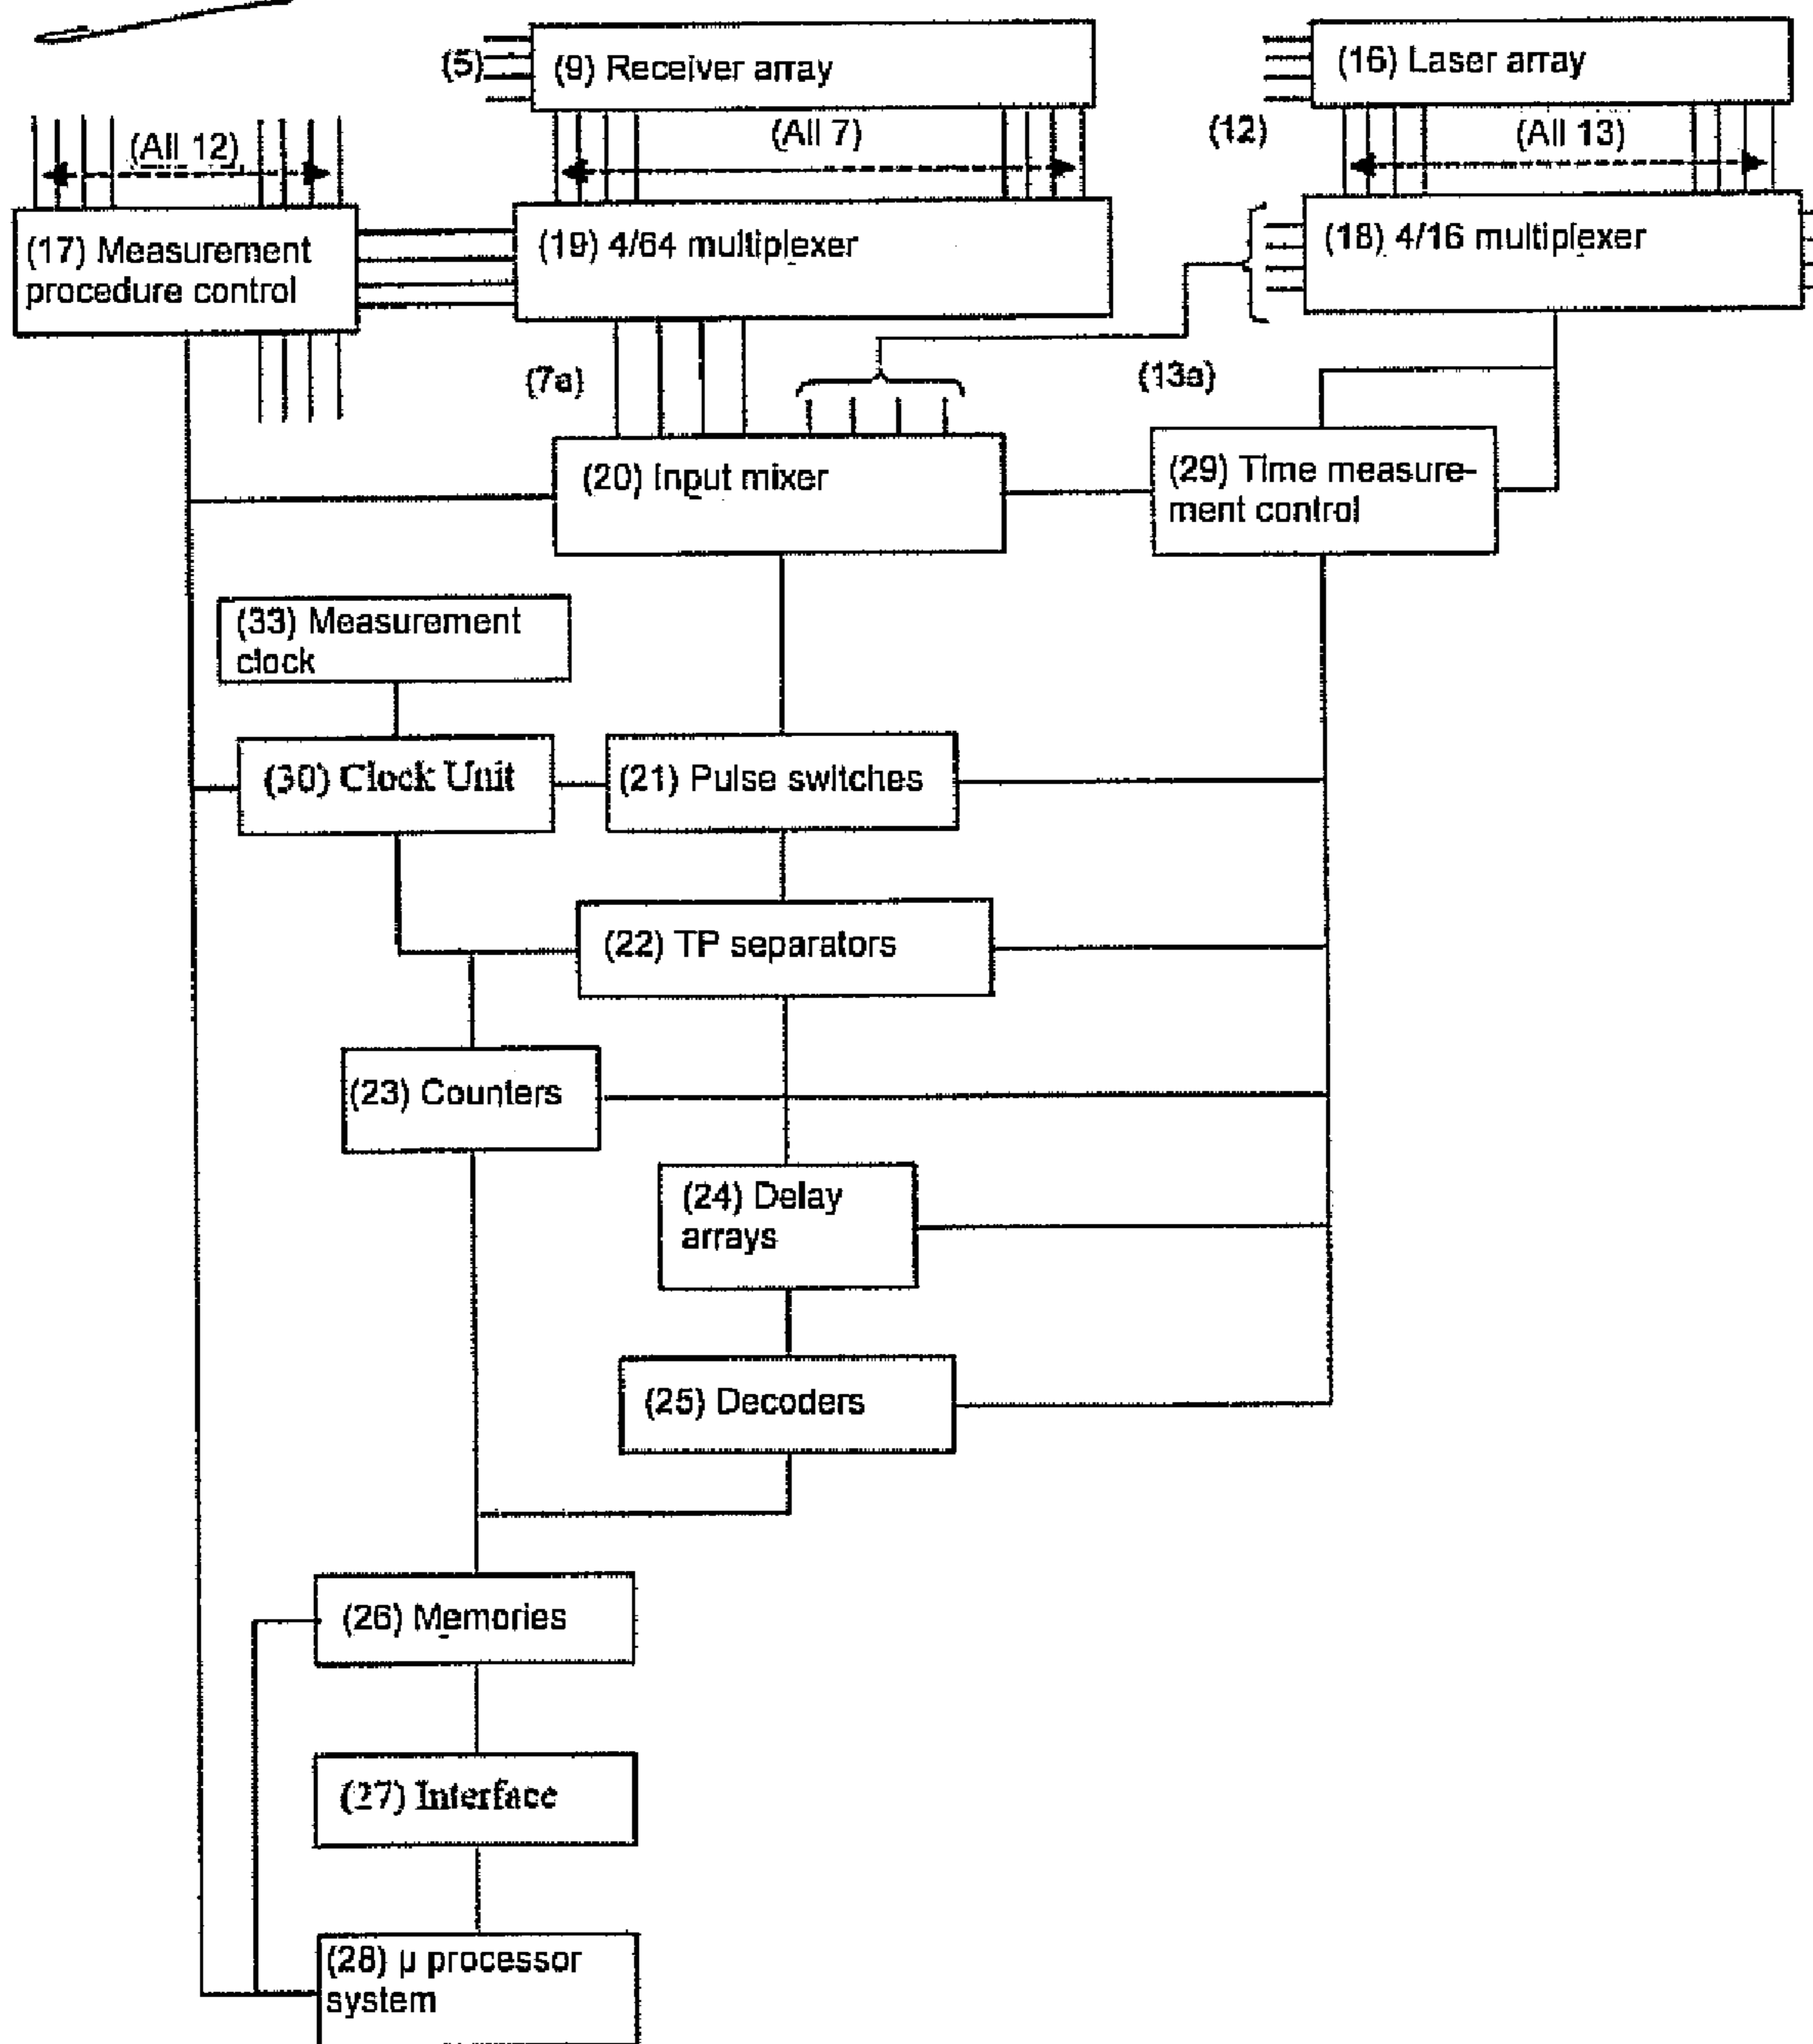 (5)
(9) Receiver array
(16) Laser array
(All 12)
(All 7)
(12)
(All 13)
(17) Measurement
procedure control
(19) 4/64 multiplexer
(18) 4/16 multiplexer
(7a)
(13a)
(20) Input mixer
(29) Time measure-
ment control
(33) Measurement
clock
(30) Clock Unit
(21) Pulse switches
(22) TP separators
(23) Counters
(24) Delay
arrays
(25) Decoders
(26) Memories
(27) Interface
(28) µ processor
system